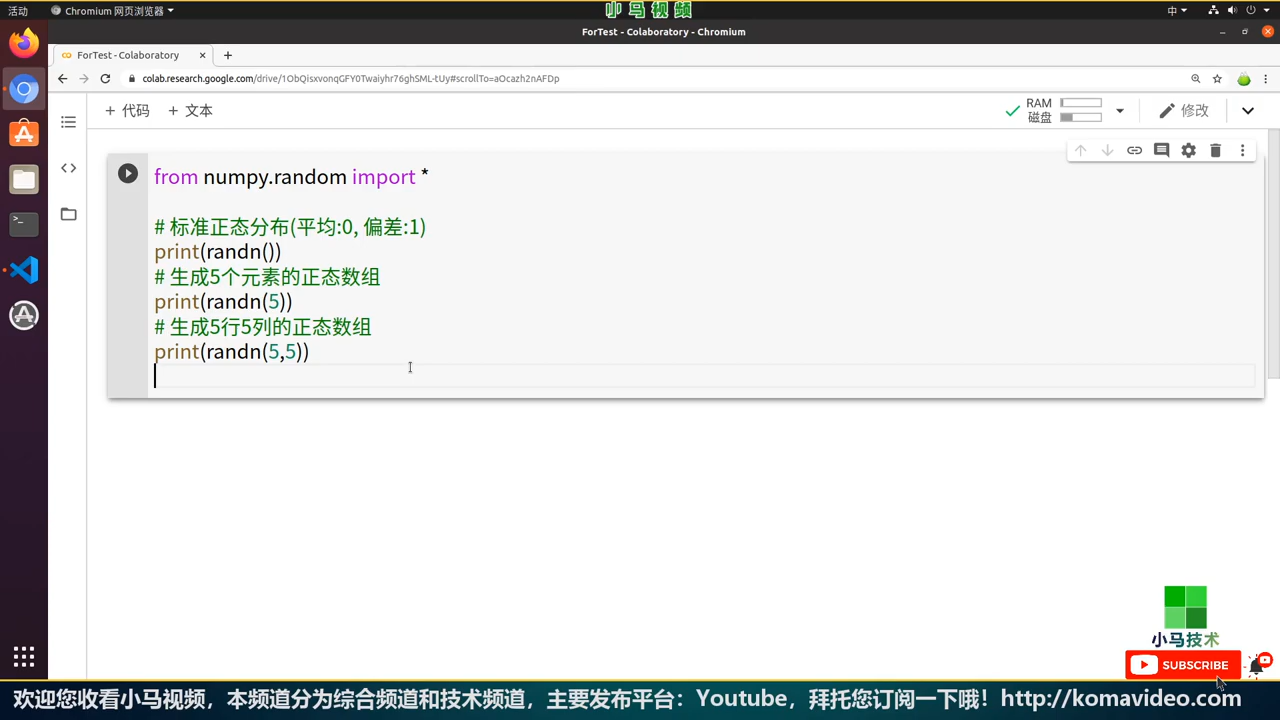 活动
Chromium 网页浏览器
小马视频
中
ForTest - Colaboratory - Chromium
ForTest - Colaboratory
colab.research.google.com/drive/1ObQisxvonqGFY0Twaiyhr76ghSML-tUy#scrollTo=aOcazh2nAFDp
+ 代码 + 文本
RAM
磁盘
修改
from numpy.random import *
# 标准正态分布(平均:0, 偏差:1)
print(randn())
# 生成5个元素的正态数组
print(randn(5))
# 生成5行5列的正态数组
print(randn(5,5))
小马技术
SUBSCRIBE
欢迎您收看小马视频，本频道分为综合频道和技术频道，主要发布平台：Youtube，拜托您订阅一下哦！http://komavideo.com